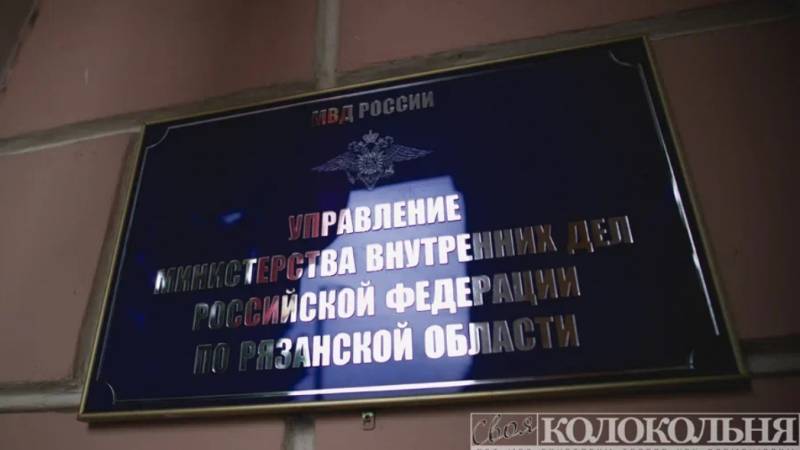 МВД РОССИИ
УПРАВЛЕНИЕ
МИНИСТЕРСТВА ВНУТРЕННИХ ДЕЛ
РОССИЙСКОЙ ФЕДЕРАЦИИ
ПО РЯЗАНСКОЙ ОБЛАСТИ
Своя КОЛОКОЛЬНЯ